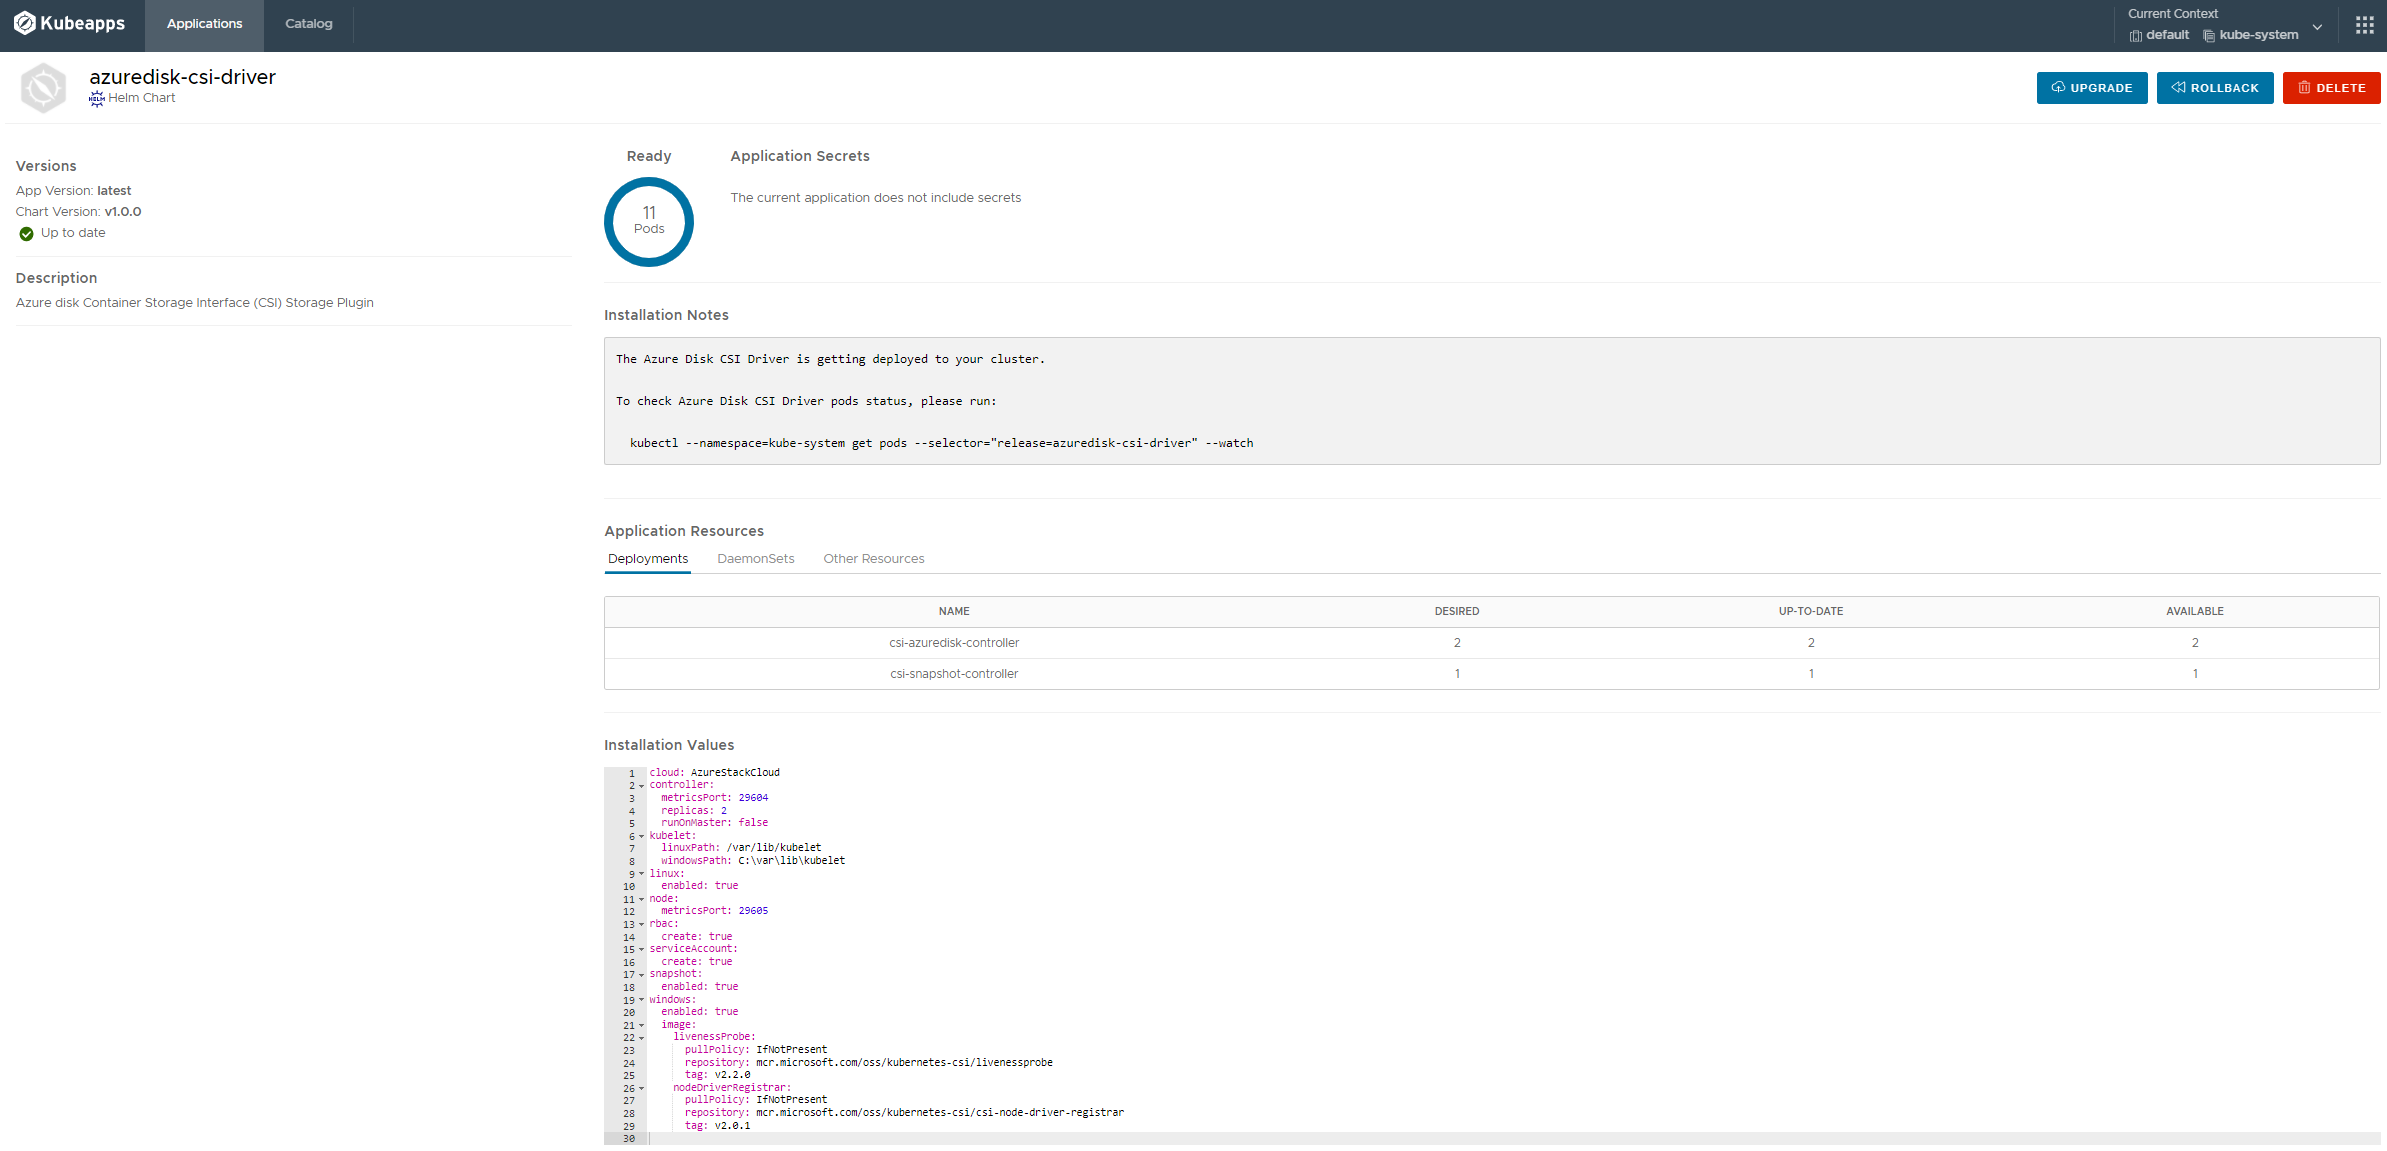 Kubeapps
Applications
Catalog
Current Context
default kube-system
azuredisk-csi-driver
HELM Helm Chart
UPGRADE
ROLLBACK
DELETE
Versions
App Version: latest
Chart Version: v1.0.0
Up to date
Description
Azure disk Container Storage Interface (CSI) Storage Plugin
Ready
11
Pods
Application Secrets
The current application does not include secrets
Installation Notes
The Azure Disk CSI Driver is getting deployed to your cluster.
To check Azure Disk CSI Driver pods status, please run:
kubectl --namespace=kube-system get pods --selector="release=azuredisk-csi-driver" --watch
Application Resources
Deployments DaemonSets Other Resources
NAME DESIRED UP-TO-DATE AVAILABLE
csi-azuredisk-controller 2 2 2
csi-snapshot-controller 1 1 1
Installation Values
1 cloud: AzureStackCloud
2 controller:
3 metricsPort: 29604
4 replicas: 2
5 runOnMaster: false
6 kubelet:
7 linuxPath: /var/lib/kubelet
8 windowsPath: C:\var\lib\kubelet
9 linux:
10 enabled: true
11 node:
12 metricsPort: 29605
13 rbac:
14 create: true
15 serviceAccount:
16 create: true
17 snapshot:
18 enabled: true
19 windows:
20 enabled: true
21 image:
22 livenessProbe:
23 pullPolicy: IfNotPresent
24 repository: mcr.microsoft.com/oss/kubernetes-csi/livenessprobe
25 tag: v2.2.0
26 nodeDriverRegistrar:
27 pullPolicy: IfNotPresent
28 repository: mcr.microsoft.com/oss/kubernetes-csi/csi-node-driver-registrar
29 tag: v2.0.1
30